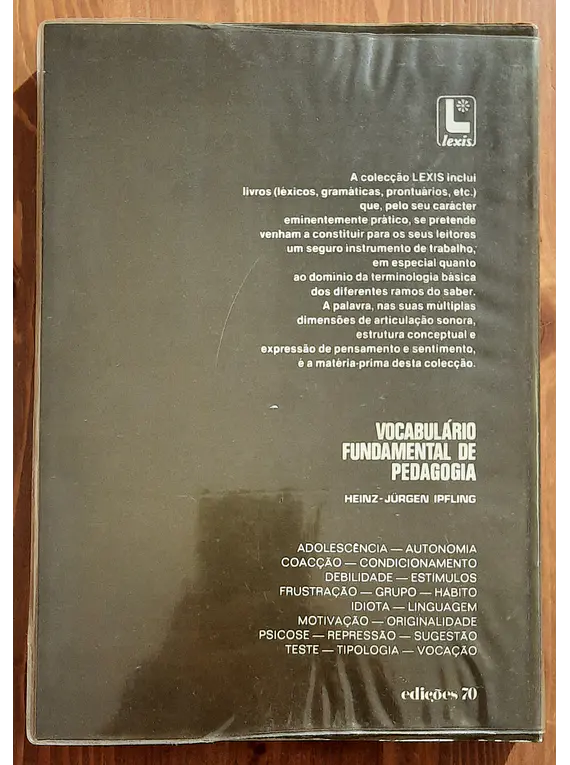 L
lexis
A colecção LEXIS inclui
livros (léxicos, gramáticas, prontuários, etc.)
que, pelo seu carácter
eminentemente prático, se pretende
venham a constituir para os seus leitores
um seguro instrumento de trabalho,
em especial quanto
ao domínio da terminologia básica
dos diferentes ramos do saber.
A palavra, nas suas múltiplas
dimensões de articulação sonora,
estrutura conceptual e
expressão de pensamento e sentimento,
é a matéria-prima desta colecção.
VOCABULÁRIO
FUNDAMENTAL DE
PEDAGOGIA
HEINZ-JÜRGEN IPFLING
ADOLESCÊNCIA — AUTONOMIA
COACÇÃO — CONDICIONAMENTO
DEBILIDADE — ESTÍMULOS
FRUSTRAÇÃO — GRUPO — HÁBITO
IDIOTA — LINGUAGEM
MOTIVAÇÃO — ORIGINALIDADE
PSICOSE — REPRESSÃO — SUGESTÃO
TESTE — TIPOLOGIA — VOCAÇÃO
edições 70